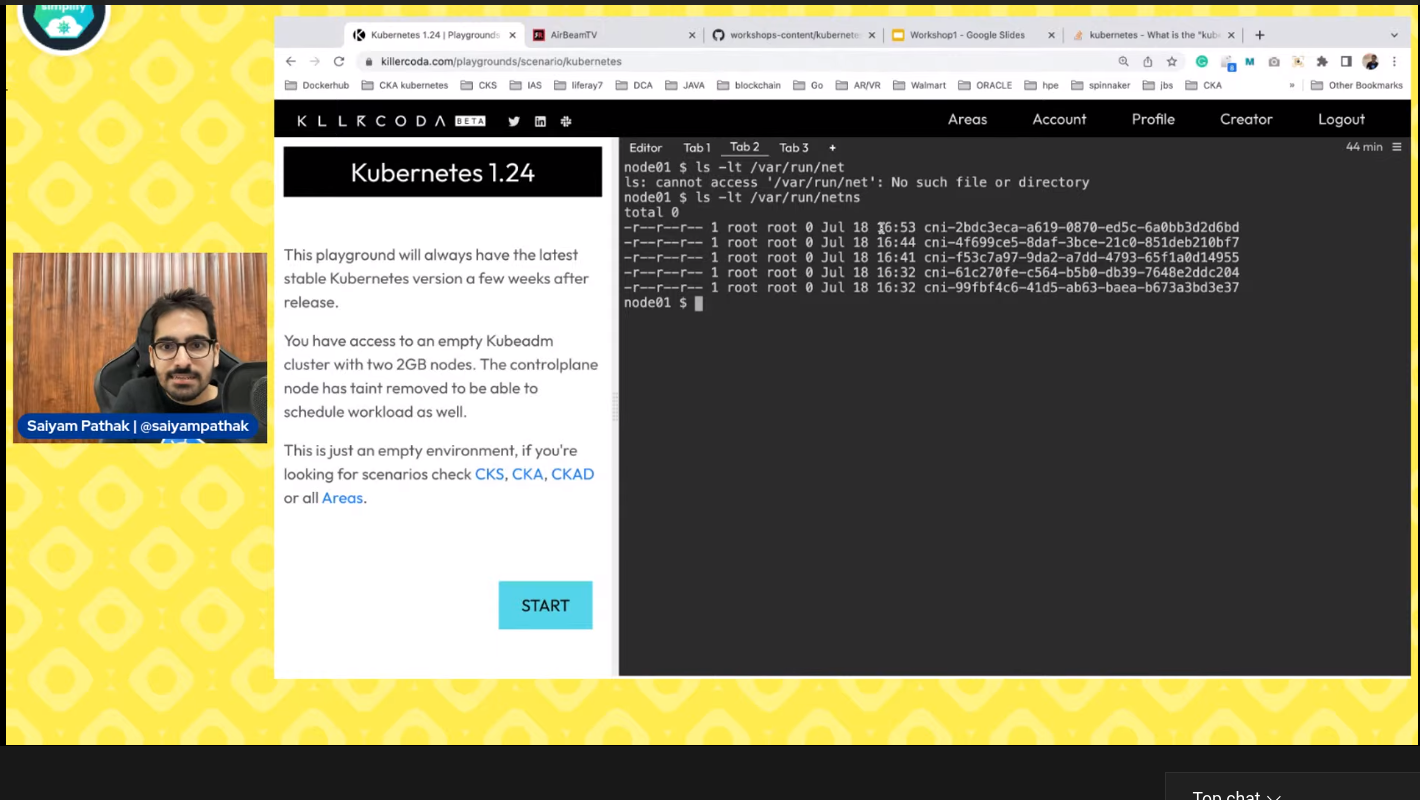 simplify
Kubernetes 1.24 | Playgrounds
AirBeamTV
workshops-content/kubernete
Workshop1 - Google Slides
kubernetes - What is the "kub
killercoda.com/playgrounds/scenario/kubernetes
Dockerhub
CKA kubernetes
CKS
IAS
liferay7
DCA
JAVA
blockchain
Go
AR/VR
Walmart
ORACLE
hpe
spinnaker
jbs
CKA
»
Other Bookmarks
KILLERCODA BETA
Areas
Account
Profile
Creator
Logout
Editor
Tab 1
Tab 2
Tab 3
+
44 min
Kubernetes 1.24
This playground will always have the latest
stable Kubernetes version a few weeks after
release.
You have access to an empty Kubeadm
cluster with two 2GB nodes. The controlplane
node has taint removed to be able to
schedule workload as well.
This is just an empty environment, if you're
looking for scenarios check CKS, CKA, CKAD
or all Areas.
START
node01 $ ls -lt /var/run/net
ls: cannot access '/var/run/net': No such file or directory
node01 $ ls -lt /var/run/netns
total 0
-r--r--r-- 1 root root 0 Jul 18 16:53 cni-2bdc3eca-a619-0870-ed5c-6a0bb3d2d6bd
-r--r--r-- 1 root root 0 Jul 18 16:44 cni-4f699ce5-8daf-3bce-21c0-851deb210bf7
-r--r--r-- 1 root root 0 Jul 18 16:41 cni-f53c7a97-9da2-a7dd-4793-65f1a0d14955
-r--r--r-- 1 root root 0 Jul 18 16:32 cni-61c270fe-c564-b5b0-db39-7648e2ddc204
-r--r--r-- 1 root root 0 Jul 18 16:32 cni-99fbf4c6-41d5-ab63-baea-b673a3bd3e37
node01 $
Saiyam Pathak | @saiyampathak
Top chat